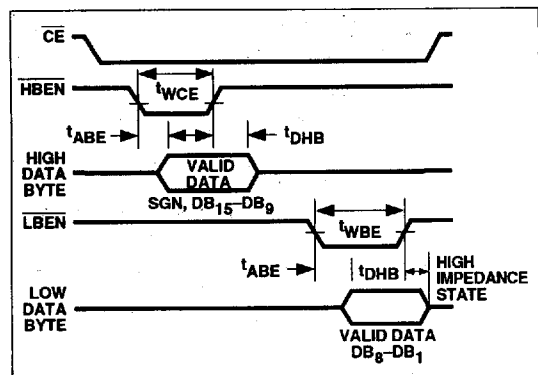 CE
HBEN
tWCE
tABE
tDHB
HIGH
DATA
BYTE
VALID
DATA
SGN, DB15–DB9
LBEN
tWBE
tABE
tDHB
HIGH
IMPEDANCE
STATE
LOW
DATA
BYTE
VALID DATA
DB8–DB1